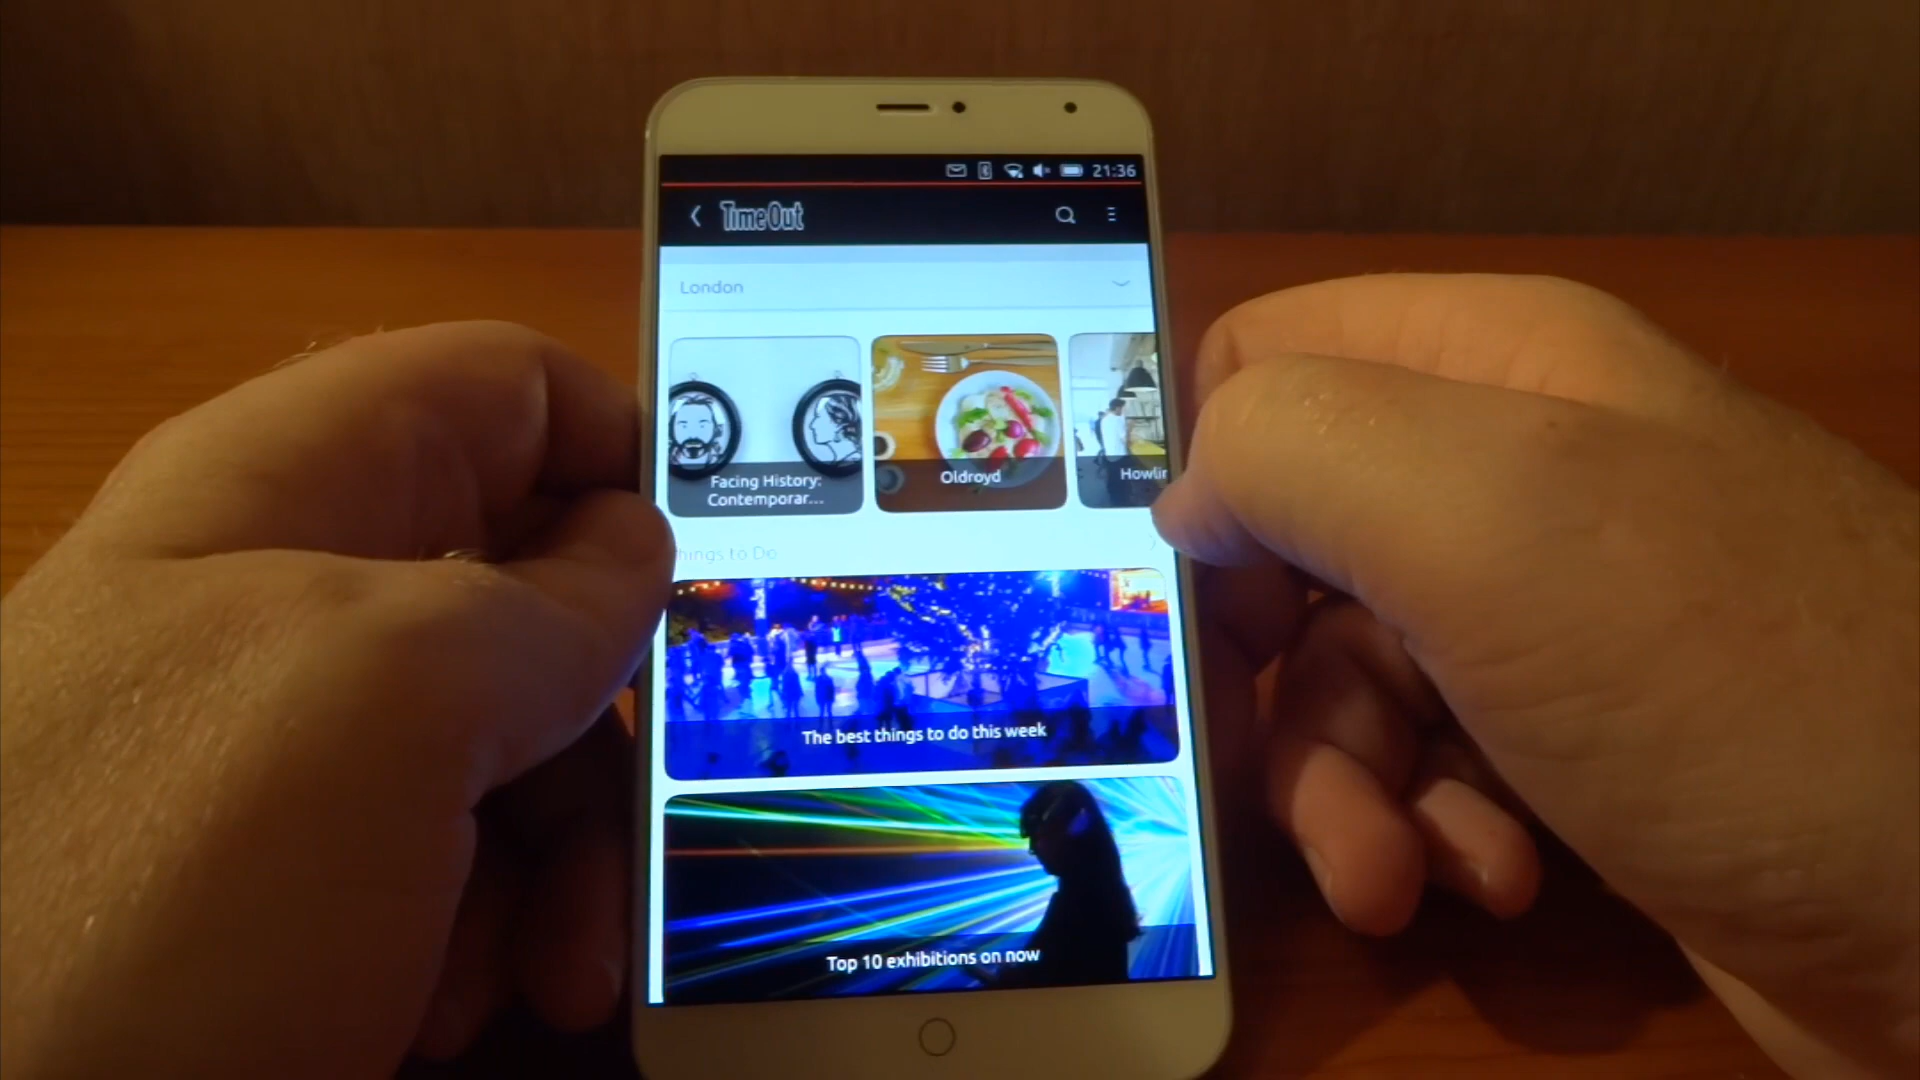 21:36
Time Out
London
Facing History:
Contemporar...
Oldroyd
Howlin
Things to Do
The best things to do this week
Top 10 exhibitions on now